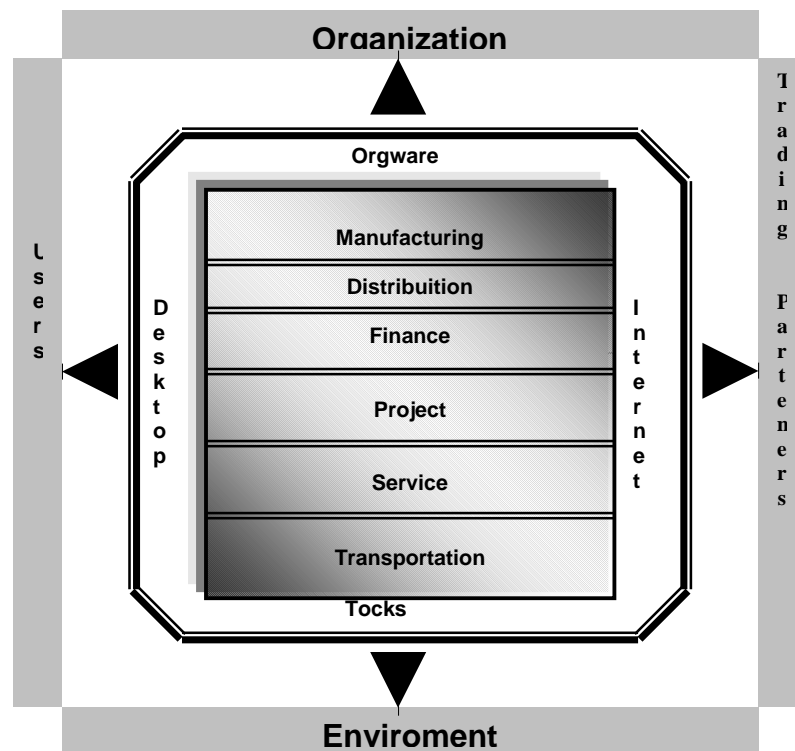 Organization
Orgware
Users
Desktop
Manufacturing
Distribuition
Finance
Project
Service
Transportation
Internet
Trading Parteners
Tocks
Enviroment